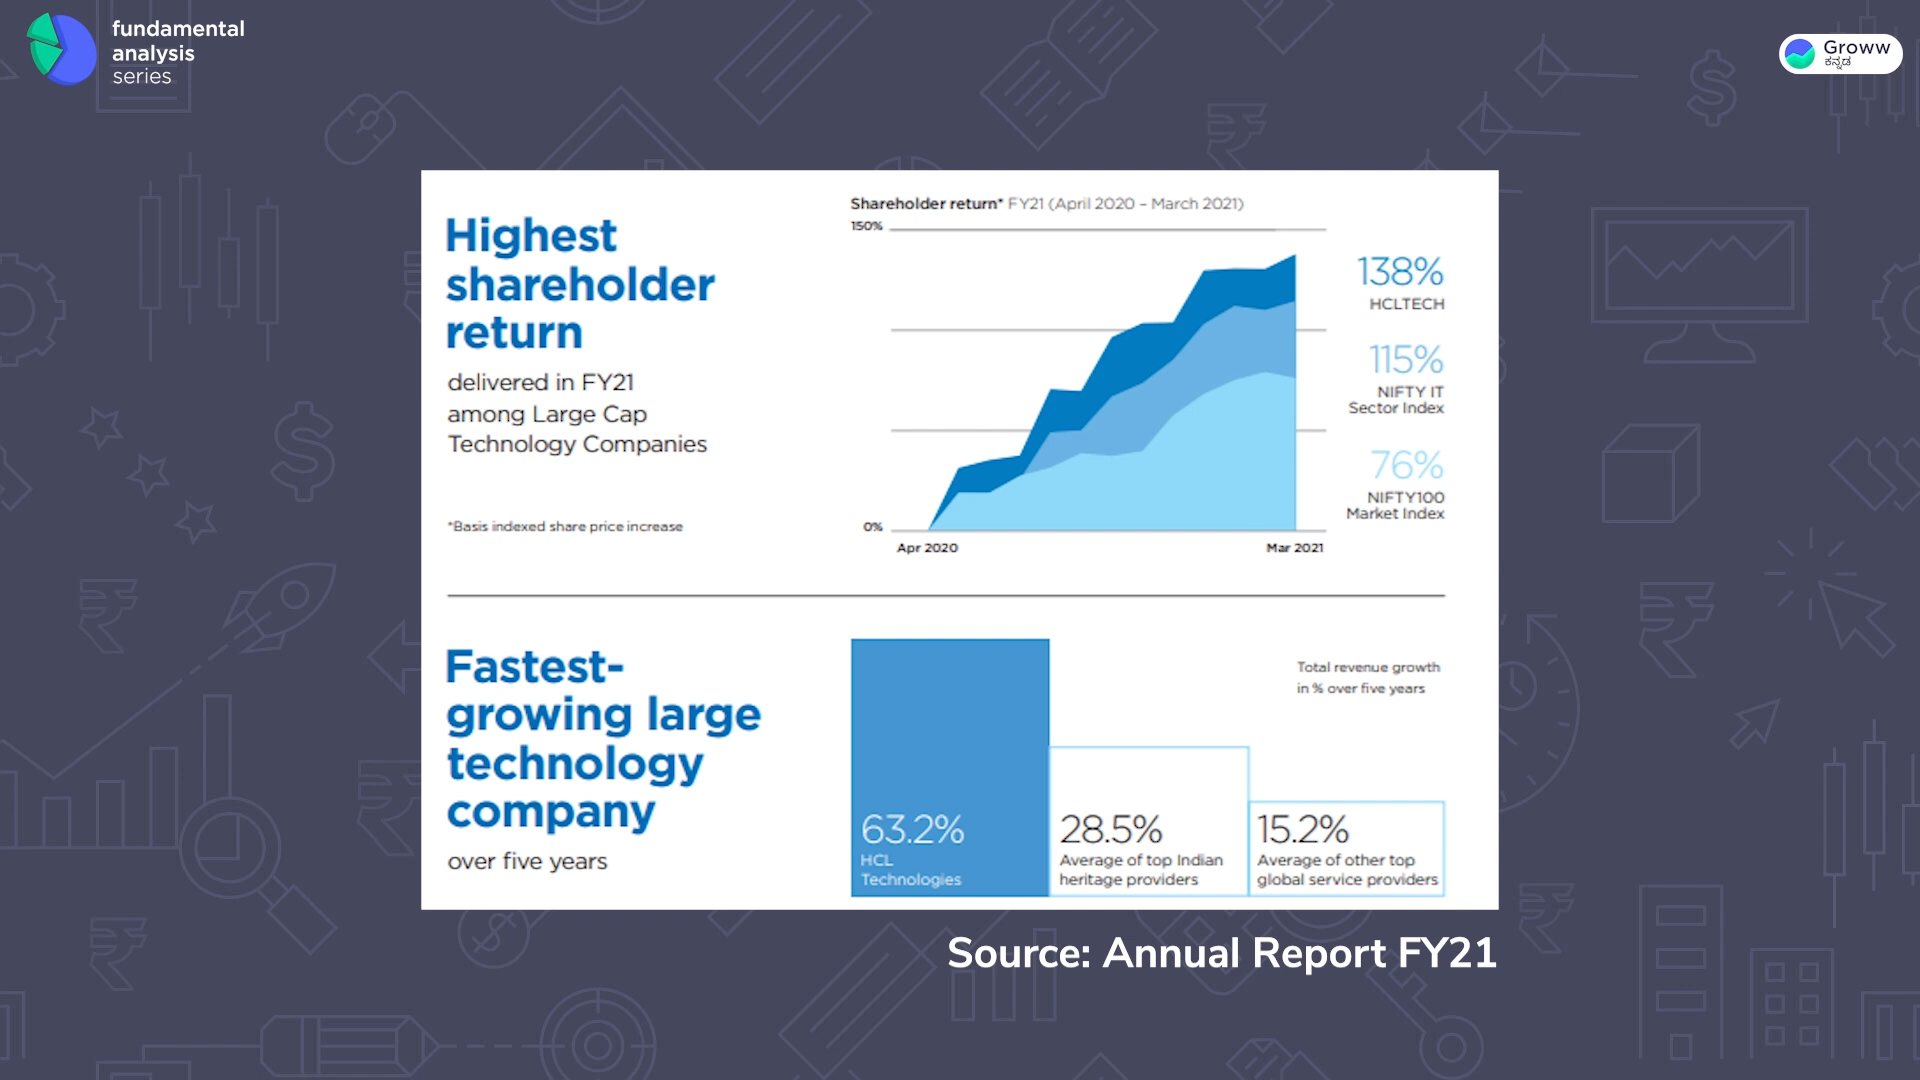 fundamental
analysis
series
Groww
ಕನ್ನಡ
Highest
shareholder
return
delivered in FY21
among Large Cap
Technology Companies
*Basis indexed share price increase
Shareholder return* FY21 (April 2020 – March 2021)
150%
0%
Apr 2020
Mar 2021
138%
HCLTECH
115%
NIFTY IT
Sector Index
76%
NIFTY100
Market Index
Fastest-
growing large
technology
company
over five years
Total revenue growth
in % over five years
63.2%
HCL
Technologies
28.5%
Average of top Indian
heritage providers
15.2%
Average of other top
global service providers
Source: Annual Report FY21